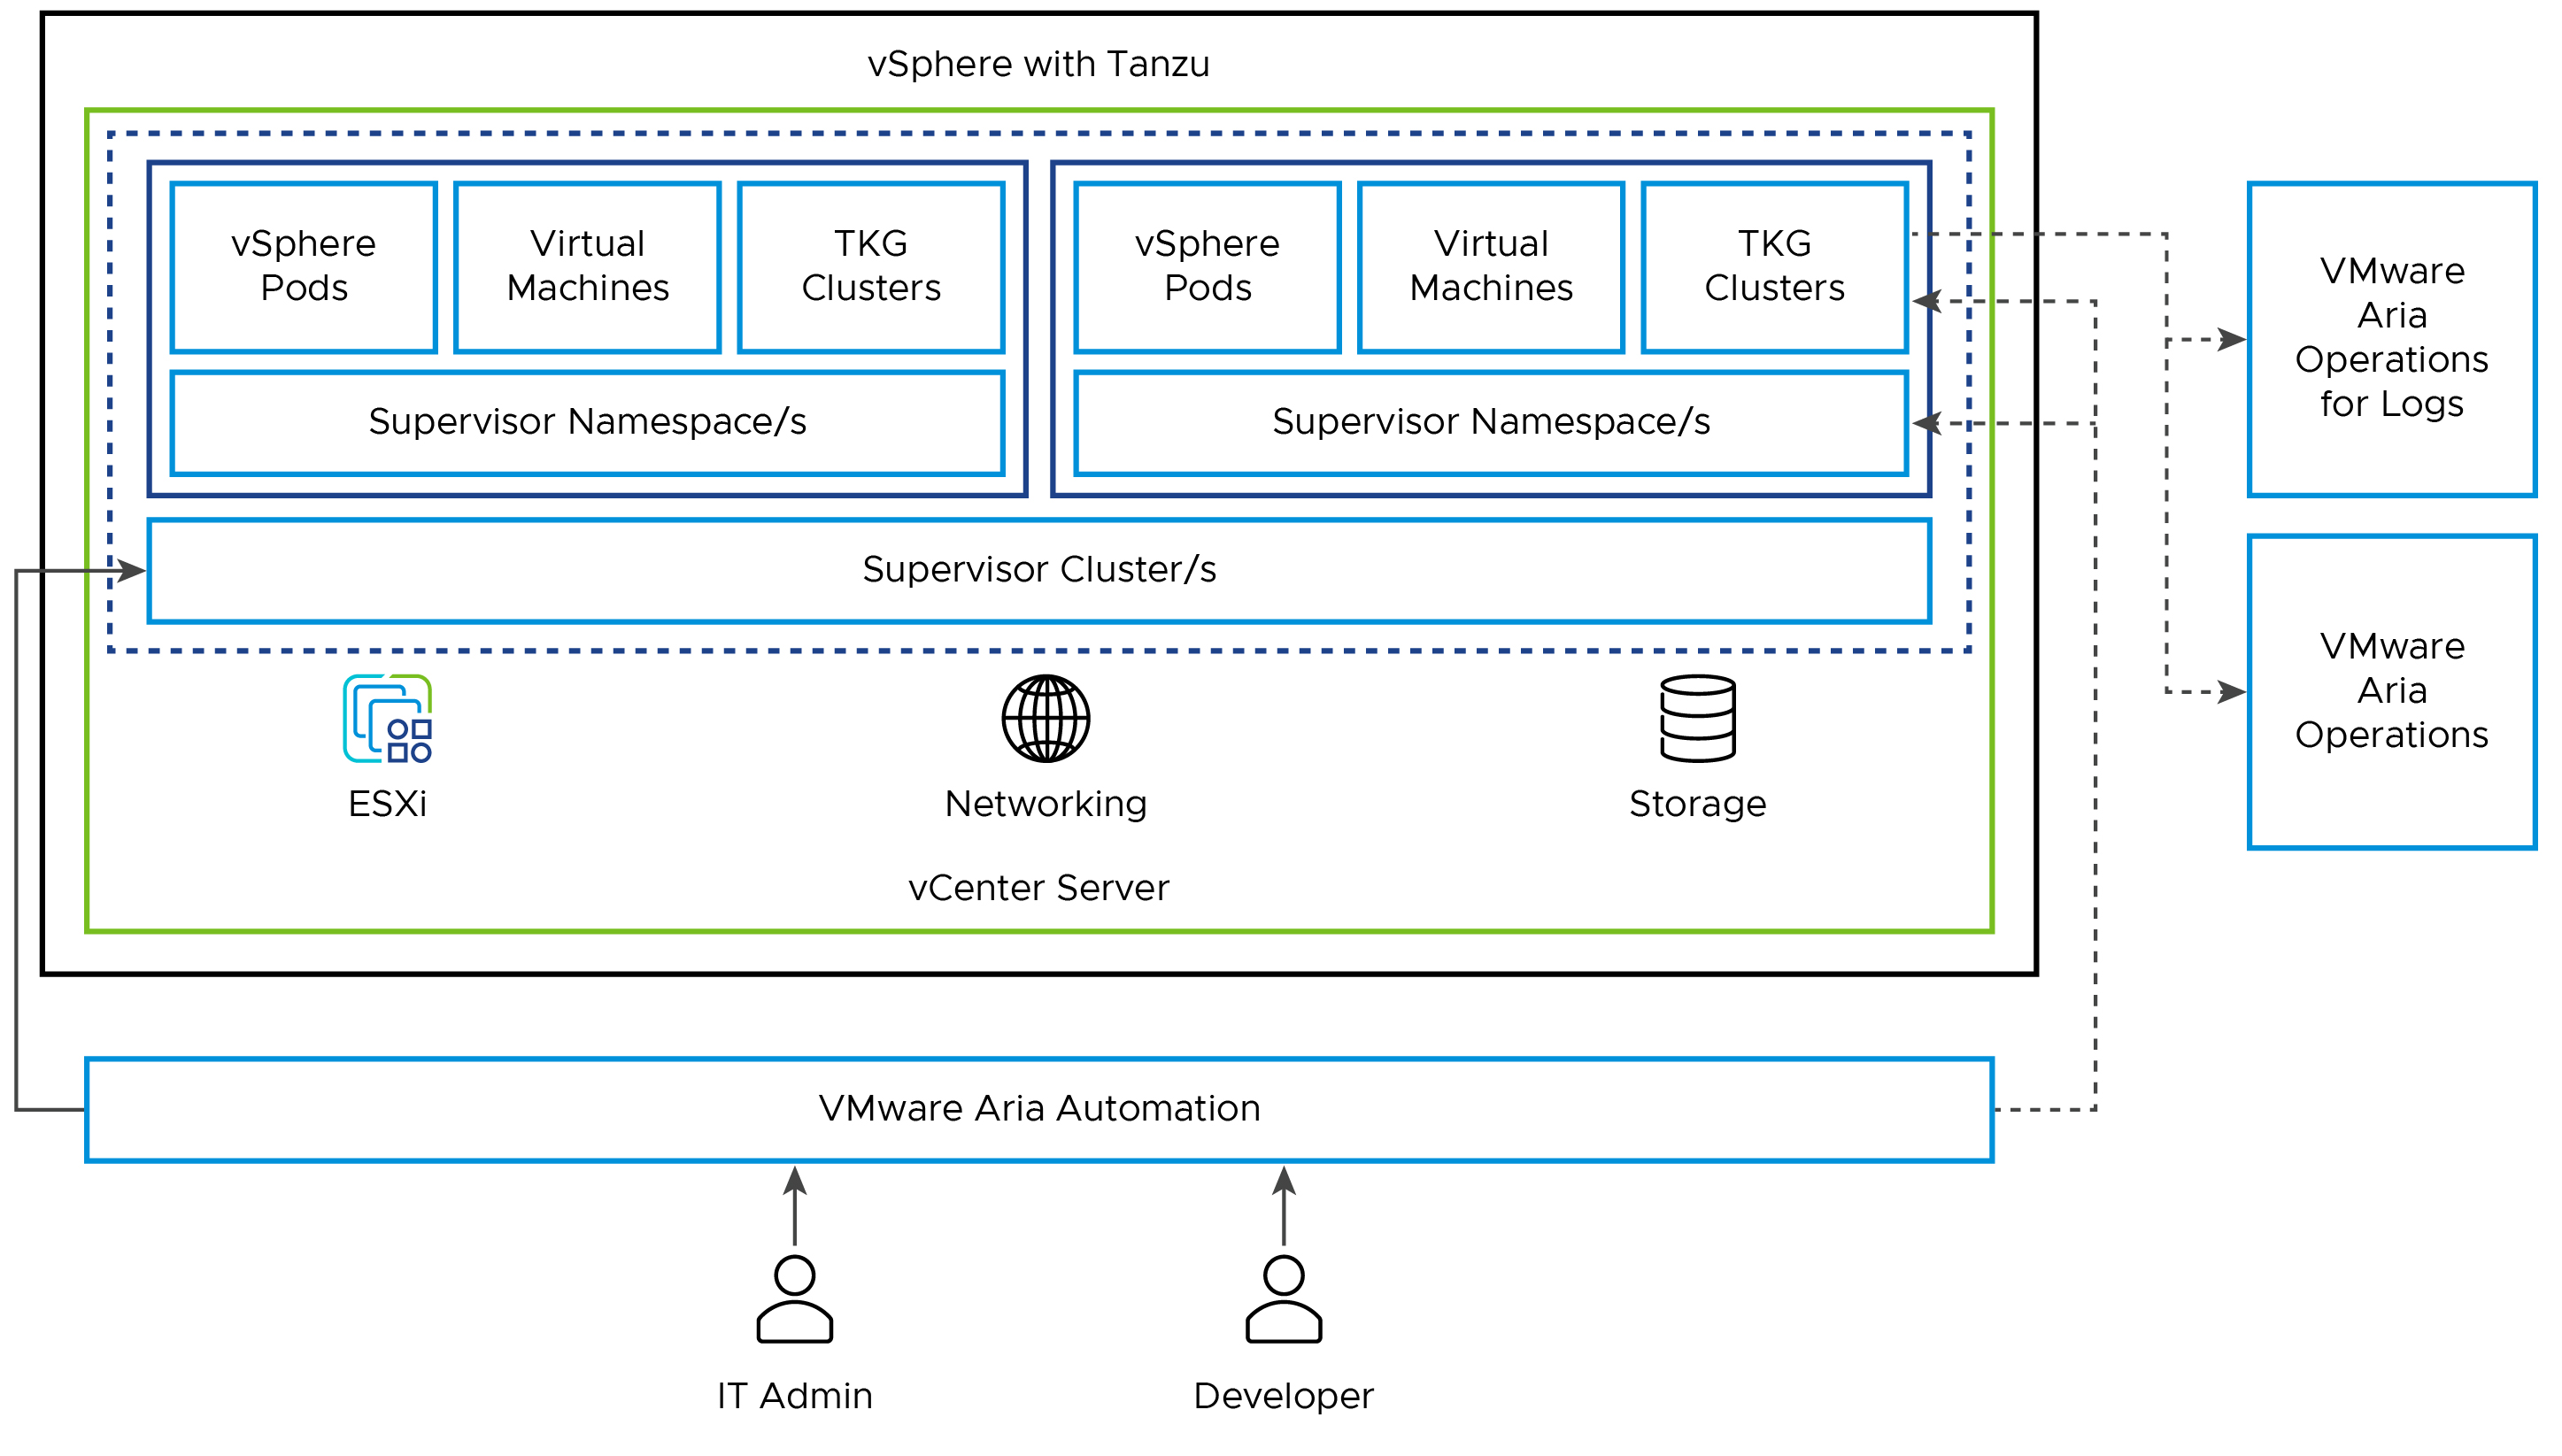 vSphere with Tanzu
vSphere
Pods
Virtual
Machines
TKG
Clusters
vSphere
Pods
Virtual
Machines
TKG
Clusters
Supervisor Namespace/s
Supervisor Namespace/s
Supervisor Cluster/s
ESXi
Networking
Storage
vCenter Server
VMware
Aria
Operations
for Logs
VMware
Aria
Operations
VMware Aria Automation
IT Admin
Developer